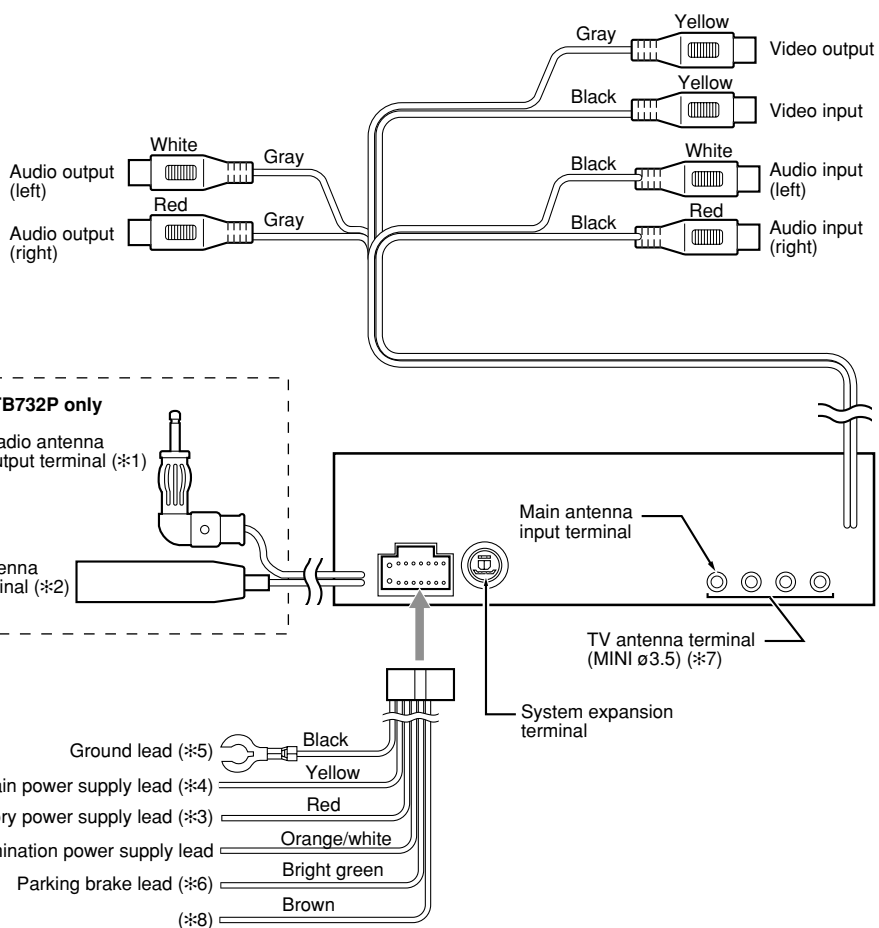 Yellow
Gray
Video output
Yellow
Black
Video input
White
Gray
Audio output
(left)
White
Black
Audio input
(left)
Red
Gray
Audio output
(right)
Red
Black
Audio input
(right)
TB732P only
adio antenna
utput terminal (✻1)
enna
inal (✻2)
Main antenna
input terminal
TV antenna terminal
(MINI ø3.5) (✻7)
System expansion
terminal
Ground lead (✻5)
Black
ain power supply lead (✻4)
Yellow
ory power supply lead (✻3)
Red
mination power supply lead
Orange/white
Parking brake lead (✻6)
Bright green
(✻8)
Brown